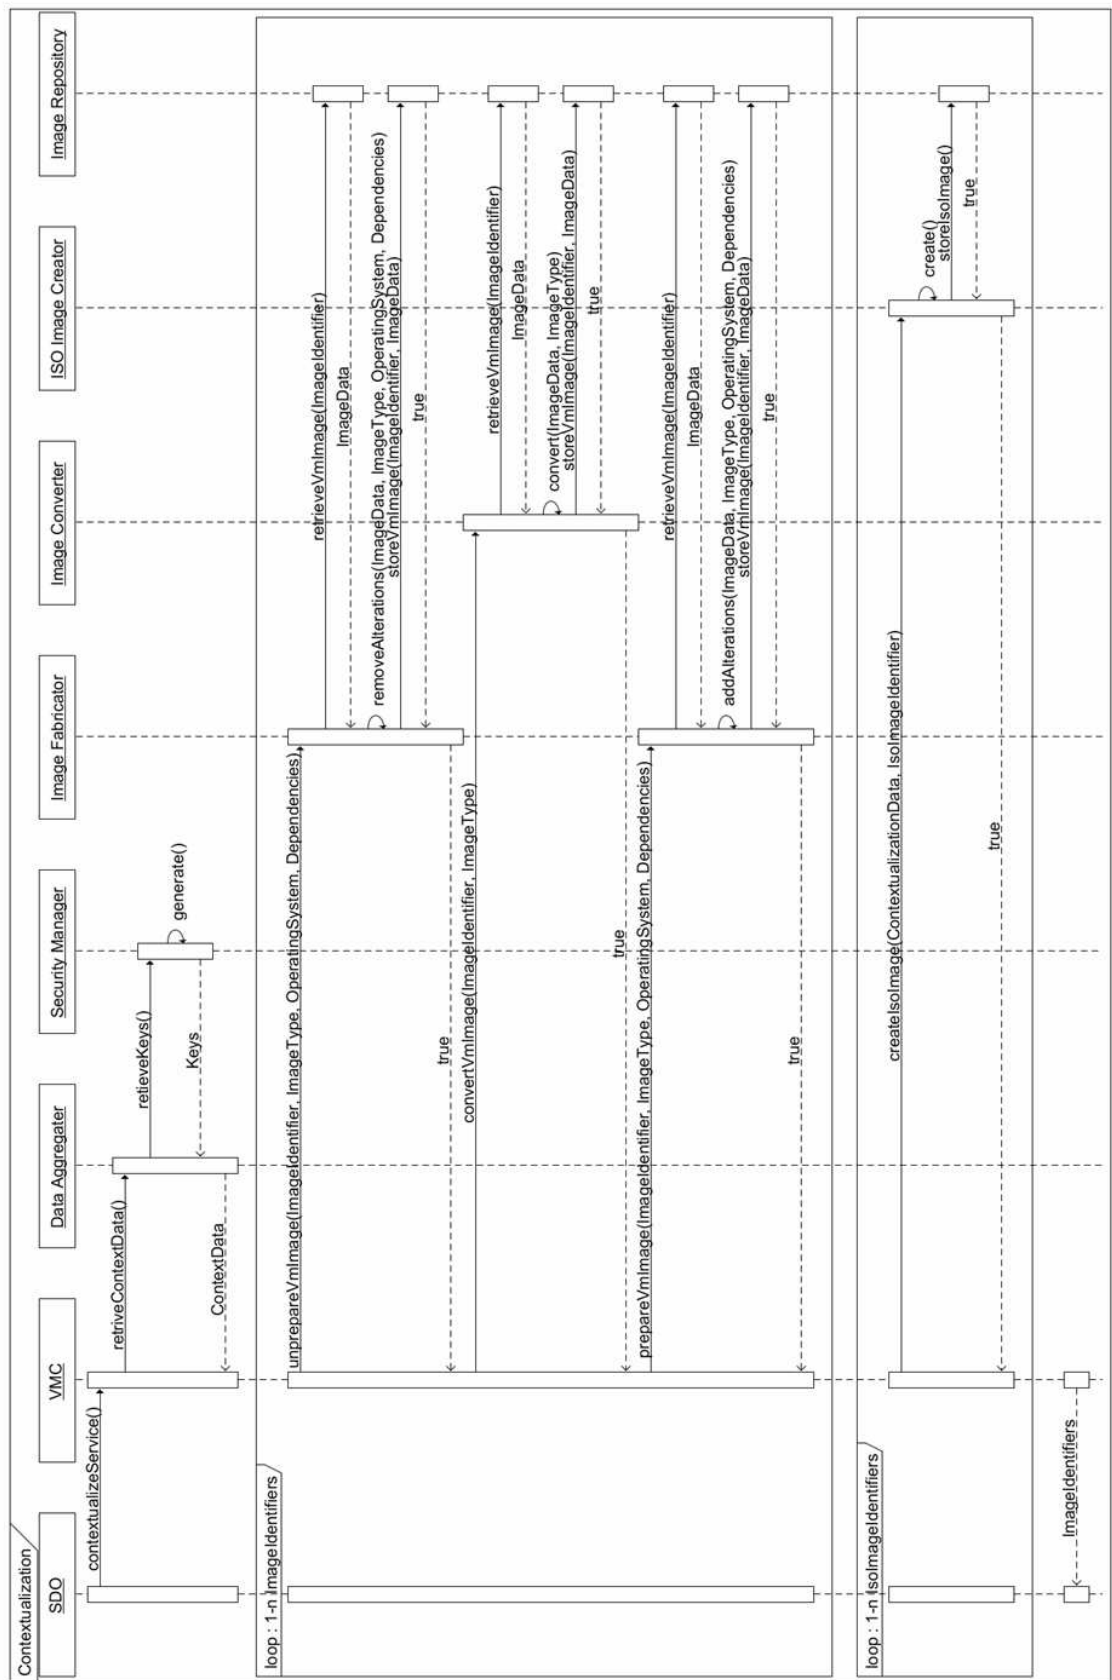 Contextualization
SDO
VMC
Data Aggregater
Security Manager
Image Fabricator
Image Converter
ISO Image Creator
Image Repository
contextualizeService()
retriveContextData()
retieveKeys()
generate()
Keys
ContextData
loop : 1-n ImageIdentifiers
unprepareVmImage(ImageIdentifier, ImageType, OperatingSystem, Dependencies)
retrieveVmImage(ImageIdentifier)
ImageData
removeAlterations(ImageData, ImageType, OperatingSystem, Dependencies)
storeVmImage(ImageIdentifier, ImageData)
true
true
convertVmImage(ImageIdentifier, ImageType)
retrieveVmImage(ImageIdentifier)
ImageData
convert(ImageData, ImageType)
storeVmImage(ImageIdentifier, ImageData)
true
true
prepareVmImage(ImageIdentifier, ImageType, OperatingSystem, Dependencies)
retrieveVmImage(ImageIdentifier)
ImageData
addAlterations(ImageData, ImageType, OperatingSystem, Dependencies)
storeVmImage(ImageIdentifier, ImageData)
true
true
loop : 1-n IsoImageIdentifiers
createIsoImage(ContextualizationData, IsoImageIdentifier)
create()
storeIsoImage()
true
true
ImageIdentifiers